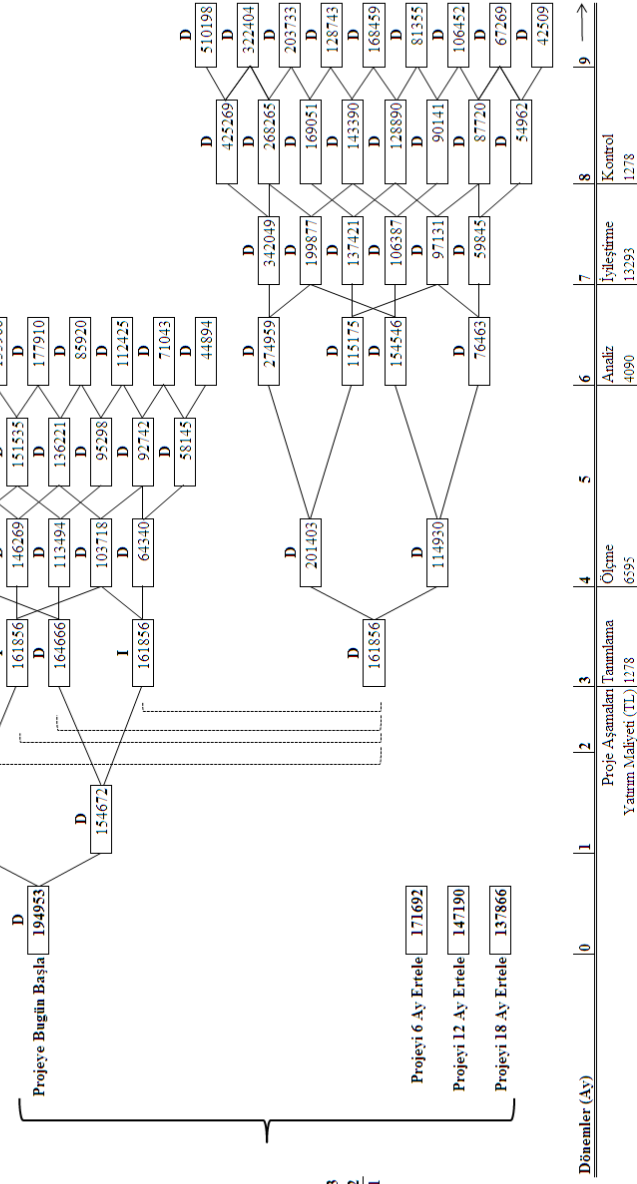 D 161856 146269 151535 D
Projeye Bugün Başla 194953 D D D 177910
164666 113494 136221 D
D D D 85920
154672 103718 95298 D
I D D 112425
161856 64340 92742 D
D 71043
58145 D D
44894 D 510198
425269 D
D D D 322404
274959 342049 268265 D
D D D 203733
201403 199877 169051 D
3 D D D 128743
2 D 115175 137421 143390 D
1 161856 D D D 168459
154546 106387 128890 D
Projeyi 6 Ay Ertele 171692 D D D 81355
114930 97131 90141 D
Projeyi 12 Ay Ertele 147190 D D D 106452
76463 59845 87720 D
Projeyi 18 Ay Ertele 137866 D 67269
54962 D
42509
Dönemler (Ay) 0 1 2 3 4 5 6 7 8 9
Proje Aşamaları Tanımlama Ölçme Analiz İyileştirme Kontrol
Yatırım Maliyeti (TL) 1278 6595 4090 13293 1278